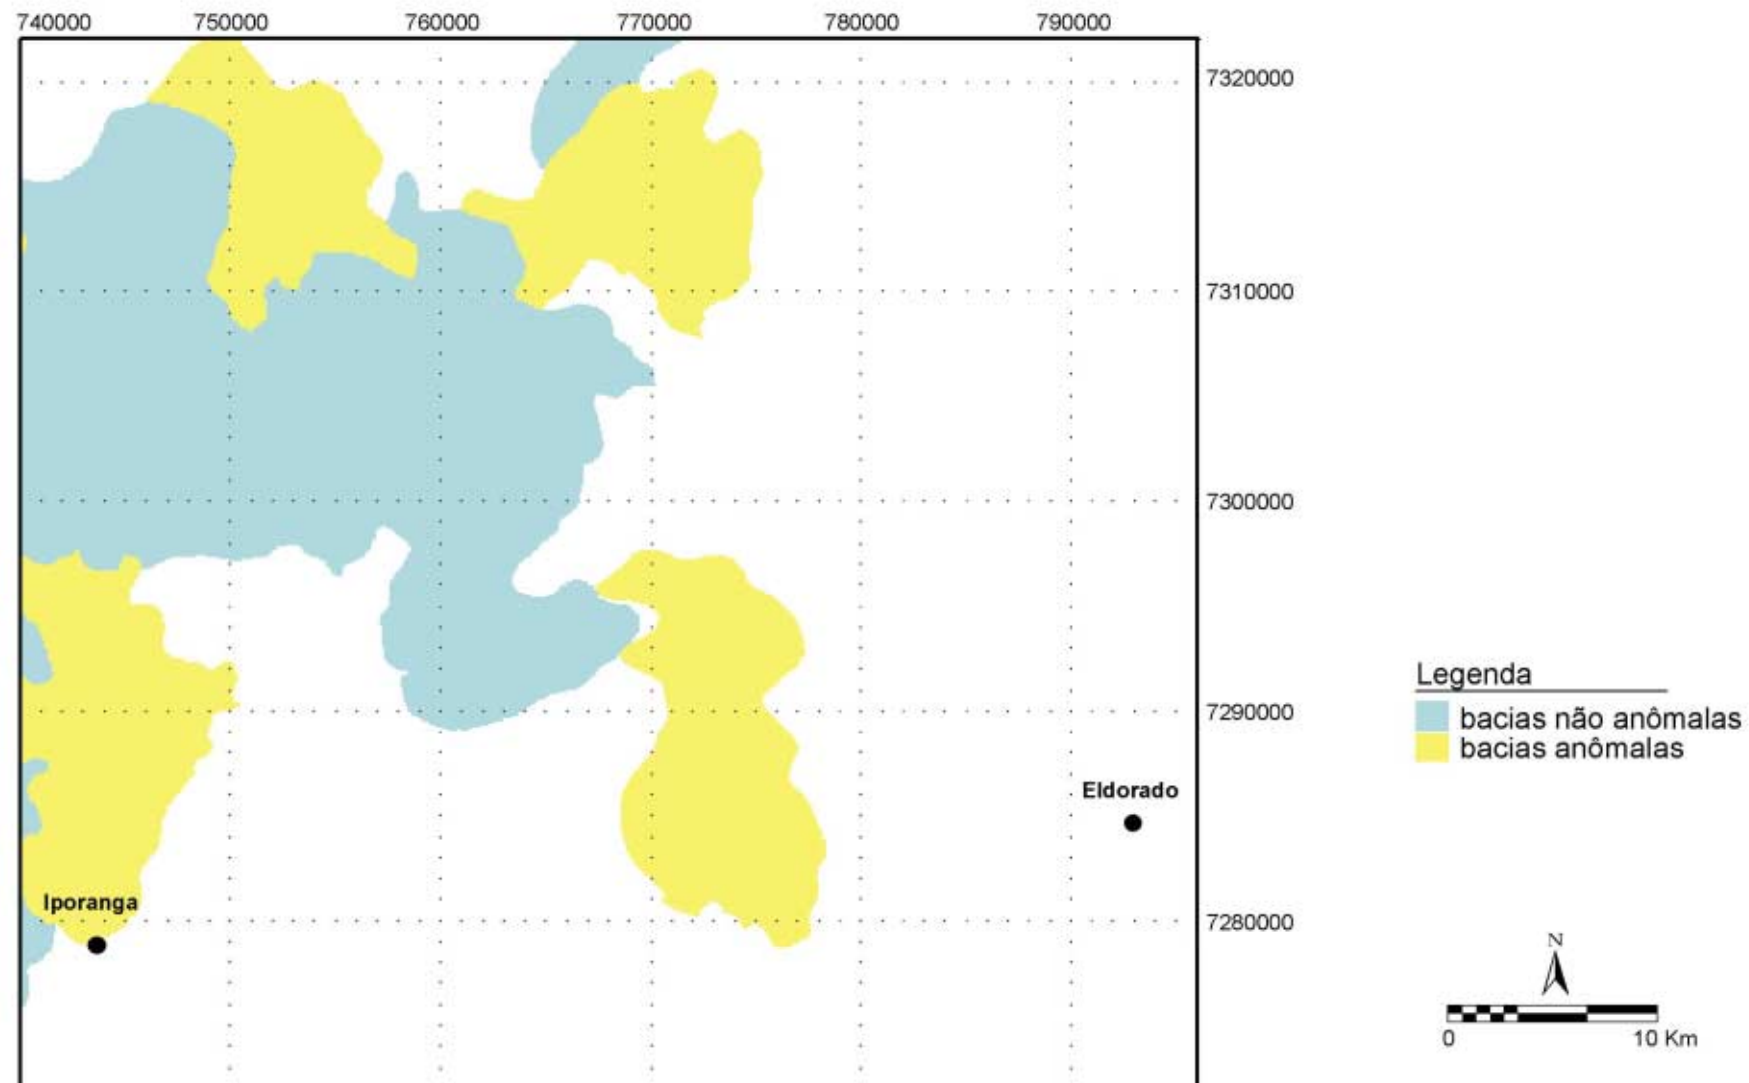 740000 750000 760000 770000 780000 790000
7320000
7310000
7300000
7290000
7280000
Eldorado
Iporanga
Legenda
bacias não anômalas
bacias anômalas
N
0 10 Km